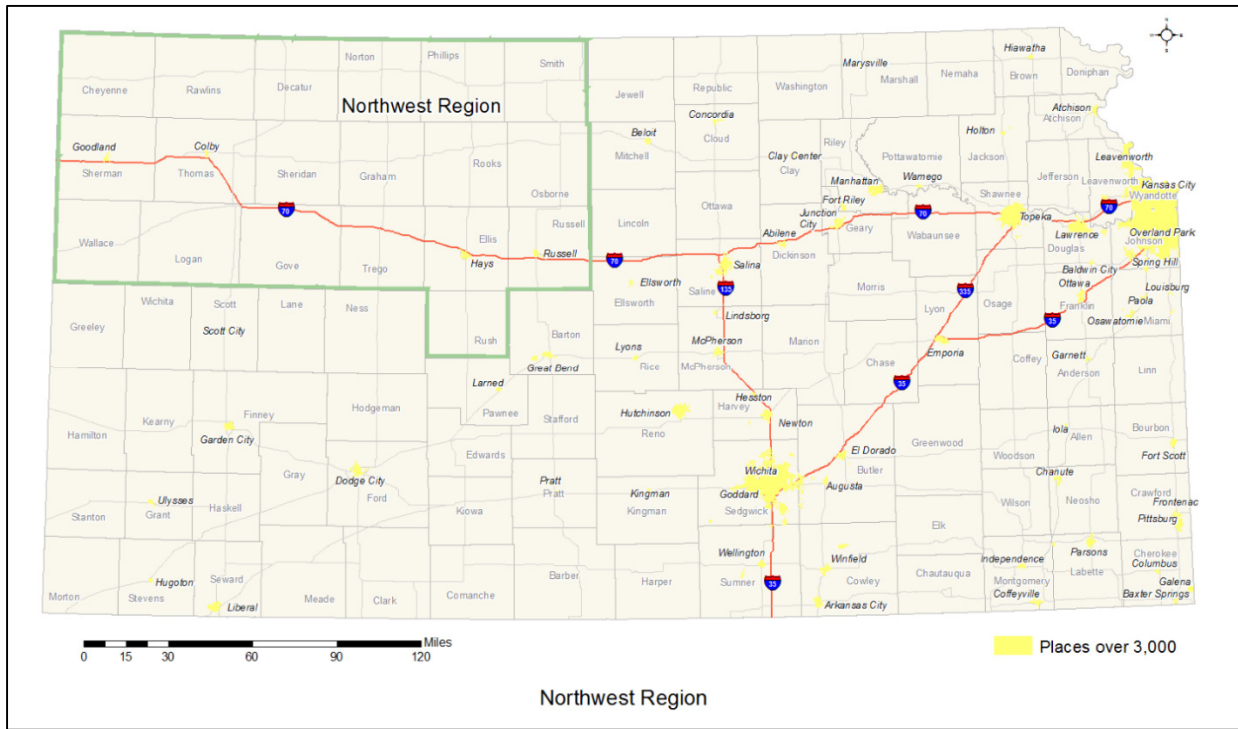 N
Hiawatha
Norton
Phillips
Smith
Marysville
Marshall
Nemaha
Brown
Doniphan
Cheyenne
Rawlins
Decatur
Jewell
Republic
Washington
Northwest Region
Concordia
Atchison
Atchison
Beloit
Cloud
Holton
Goodland
Colby
Mitchell
Clay Center
Clay
Riley
Pottawatomie
Jackson
Leavenworth
Sherman
Thomas
Sheridan
Graham
Rooks
Manhattan
Wamego
Jefferson
Leavenworth
Kansas City
Wyandotte
Osborne
Ottawa
Fort Riley
Shawnee
70
70
70
Russell
Lincoln
Junction City
Geary
Wabaunsee
Topeka
Lawrence
Overland Park
Wallace
Logan
Gove
Trego
Ellis
Hays
Russell
70
Abilene
Dickinson
Douglas
Johnson
Salina
Baldwin City
Spring Hill
Ellsworth
Saline
135
Morris
Lyon
335
Osage
Ottawa
Franklin
Paola
Louisburg
Wichita
Scott
Lane
Ness
Ellsworth
Lindsborg
35
Osawatomie
Miami
Greeley
Scott City
Rush
Barton
McPherson
Marion
Chase
Emporia
Coffey
Garnett
Anderson
Linn
Lyons
Rice
McPherson
Great Bend
35
Larned
Pawnee
Hesston
Hodgeman
Stafford
Hutchinson
Harvey
Newton
Kearny
Finney
Reno
Iola
Allen
Bourbon
Hamilton
Garden City
Greenwood
El Dorado
Woodson
Fort Scott
Gray
Edwards
Wichita
Butler
Chanute
Dodge City
Ford
Pratt
Pratt
Kingman
Goddard
Augusta
Crawford
Frontenac
Ulysses
Grant
Haskell
Kiowa
Kingman
Sedgwick
Wilson
Neosho
Pittsburg
Stanton
Elk
Parsons
Wellington
Winfield
Independence
Labette
Cherokee
Columbus
Hugoton
Seward
Barber
Harper
Sumner
35
Cowley
Chautauqua
Montgomery
Galena
Morton
Stevens
Liberal
Meade
Clark
Comanche
Arkansas City
Coffeyville
Baxter Springs
Miles
0 15 30 60 90 120
Places over 3,000
Northwest Region